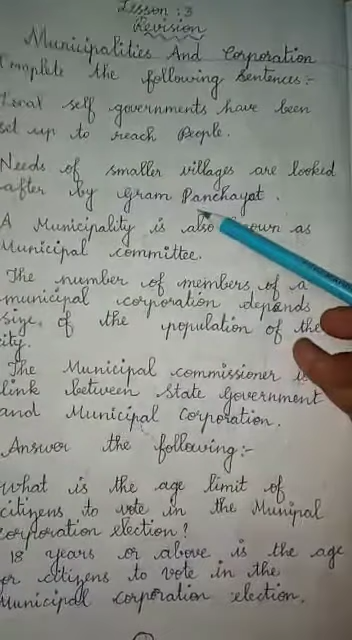 Lesson : 3
Revision
Municipalities And Corporation
Complete the following sentences:-
Local self governments have been
set up to reach People.
Needs of smaller villages are looked
after by Gram Panchayat.
A Municipality is also known as
Municipal committee.
The number of members of a
municipal corporation depends
size of the population of the
city.
The Municipal commissioner is
link between State Government
and Municipal Corporation.
Answer the following:-
What is the age limit of
citizens to vote in the Munipal
corporation election?
18 years or above is the age
for citizens to vote in the
Municipal corporation election.